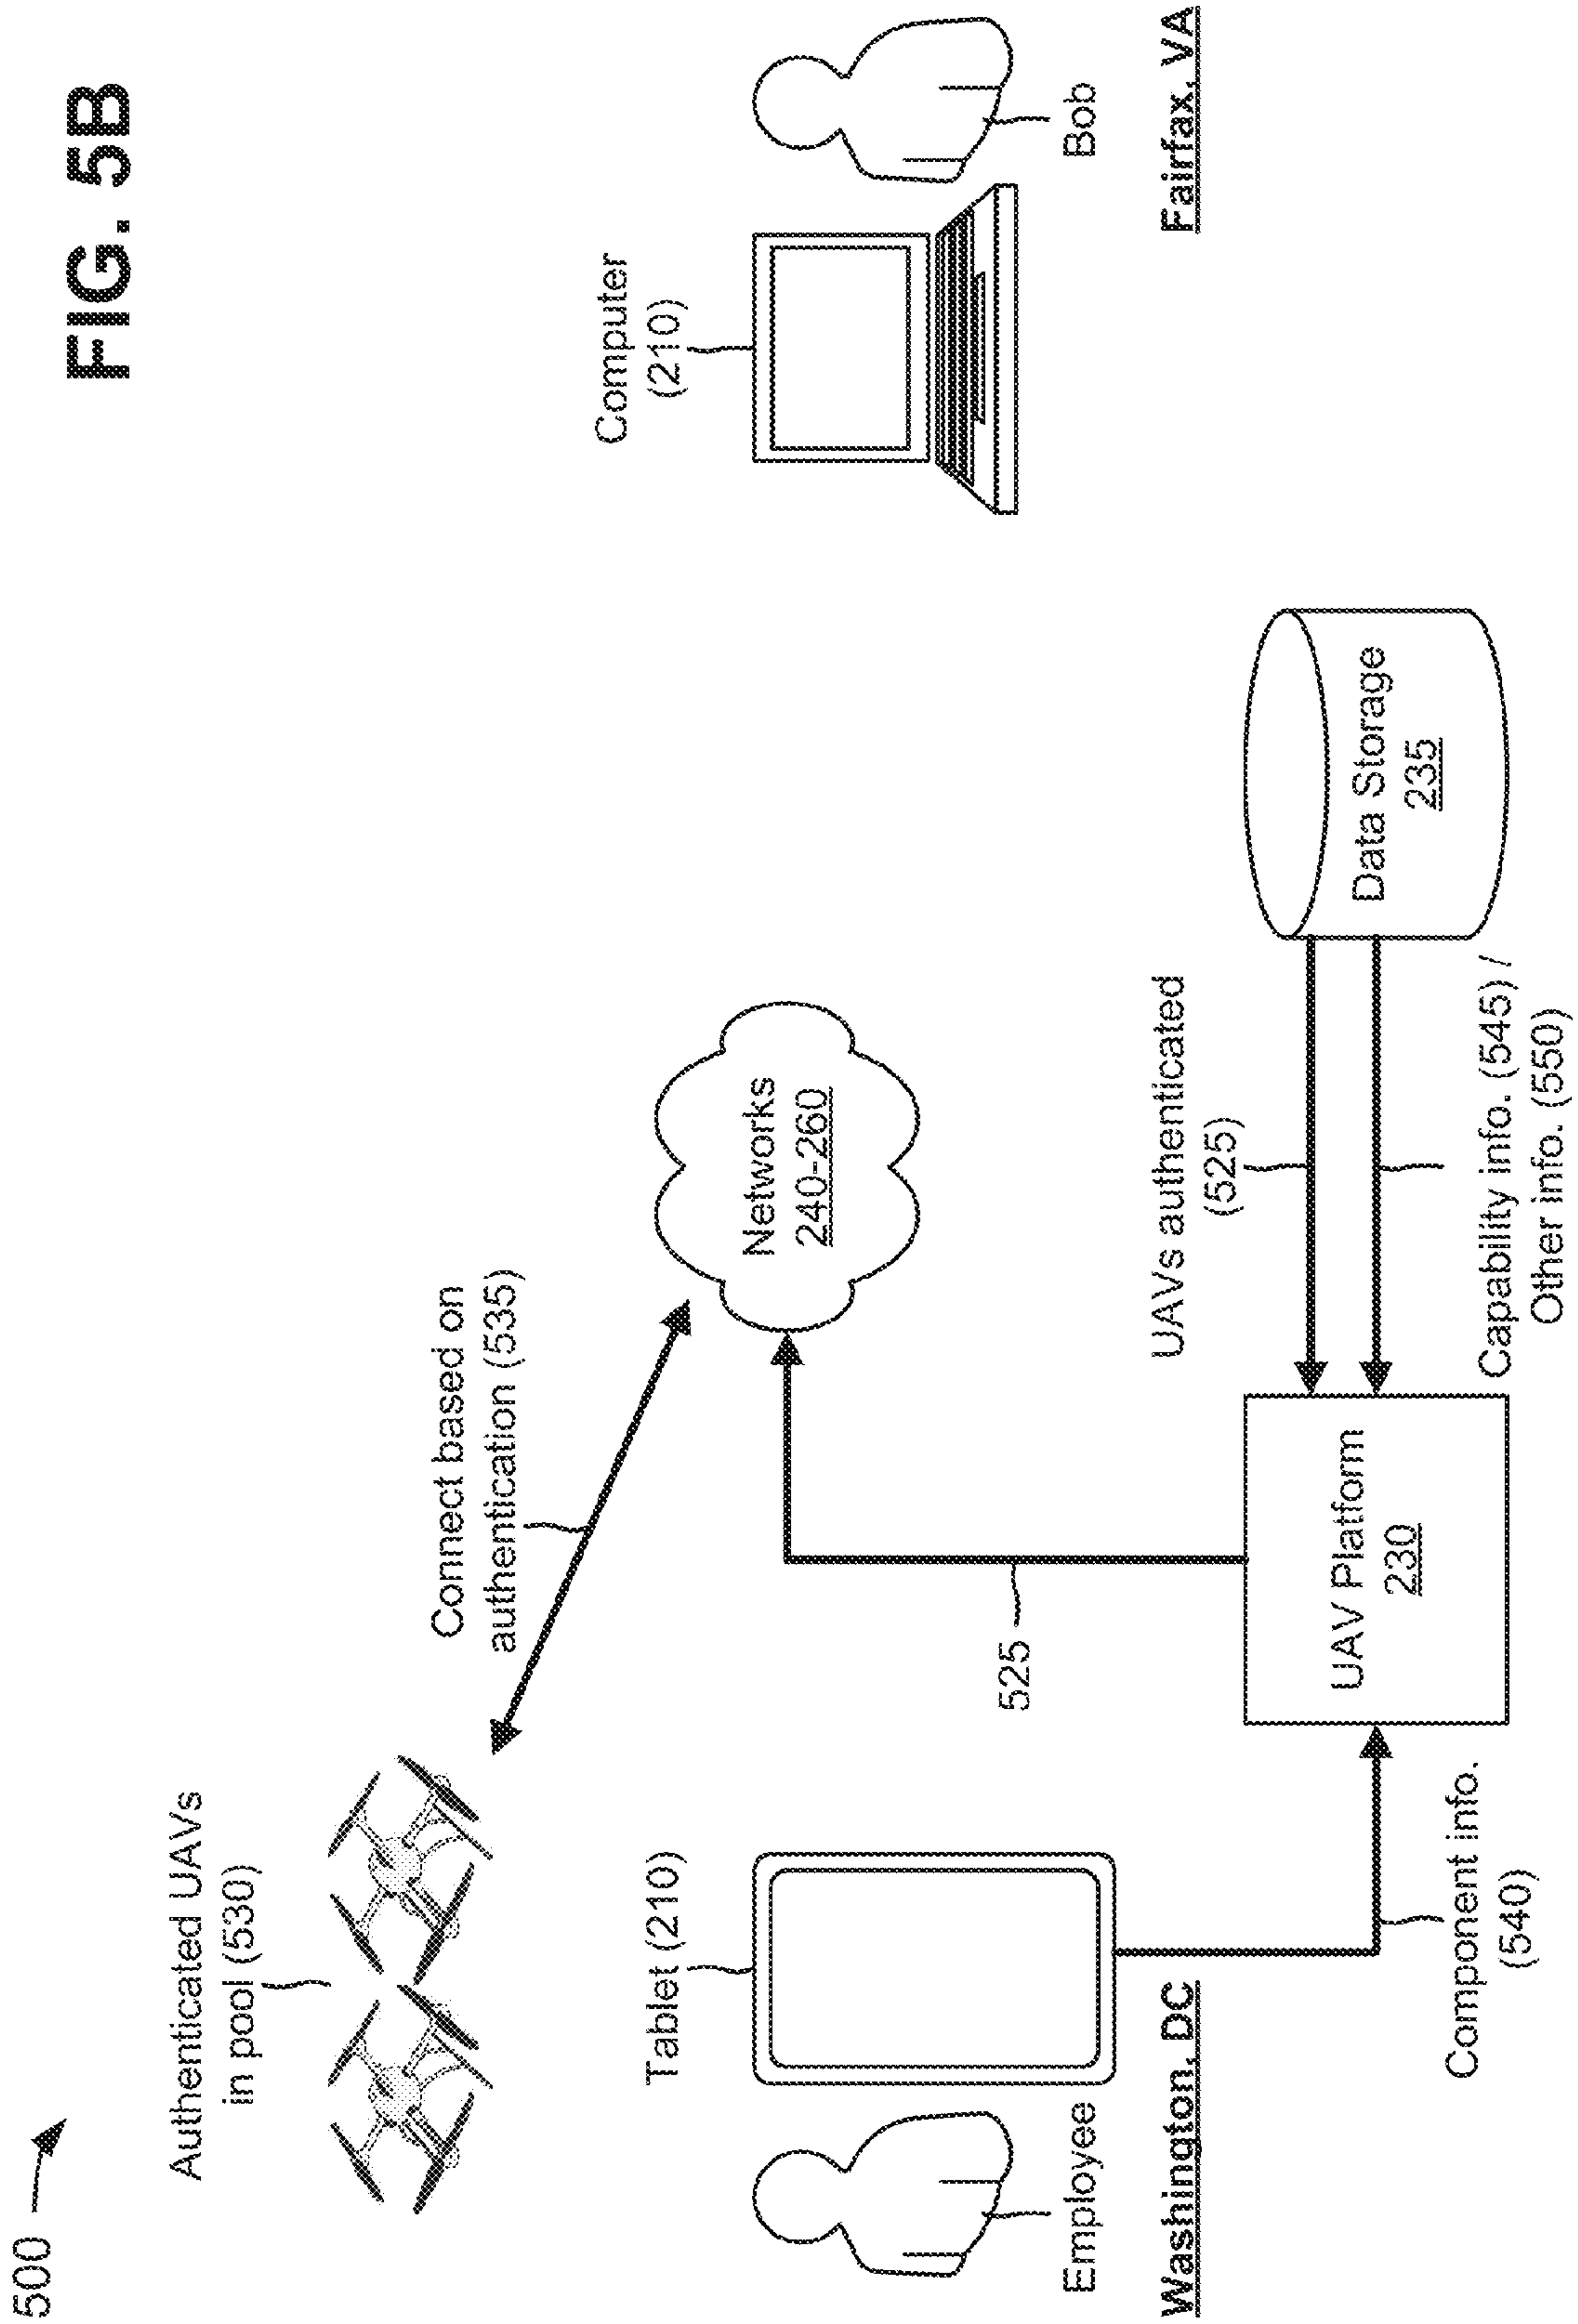 500
Authenticated UAVs
in pool (530)
Connect based on
authentication (535)
Tablet (210)
Employee
Washington, DC
Networks
240-260
Computer
(210)
Bob
Fairfax, VA
525
UAVs authenticated
(525)
Component info.
(540)
UAV Platform
230
Capability info. (545) /
Other info. (550)
Data Storage
235
FIG. 5B